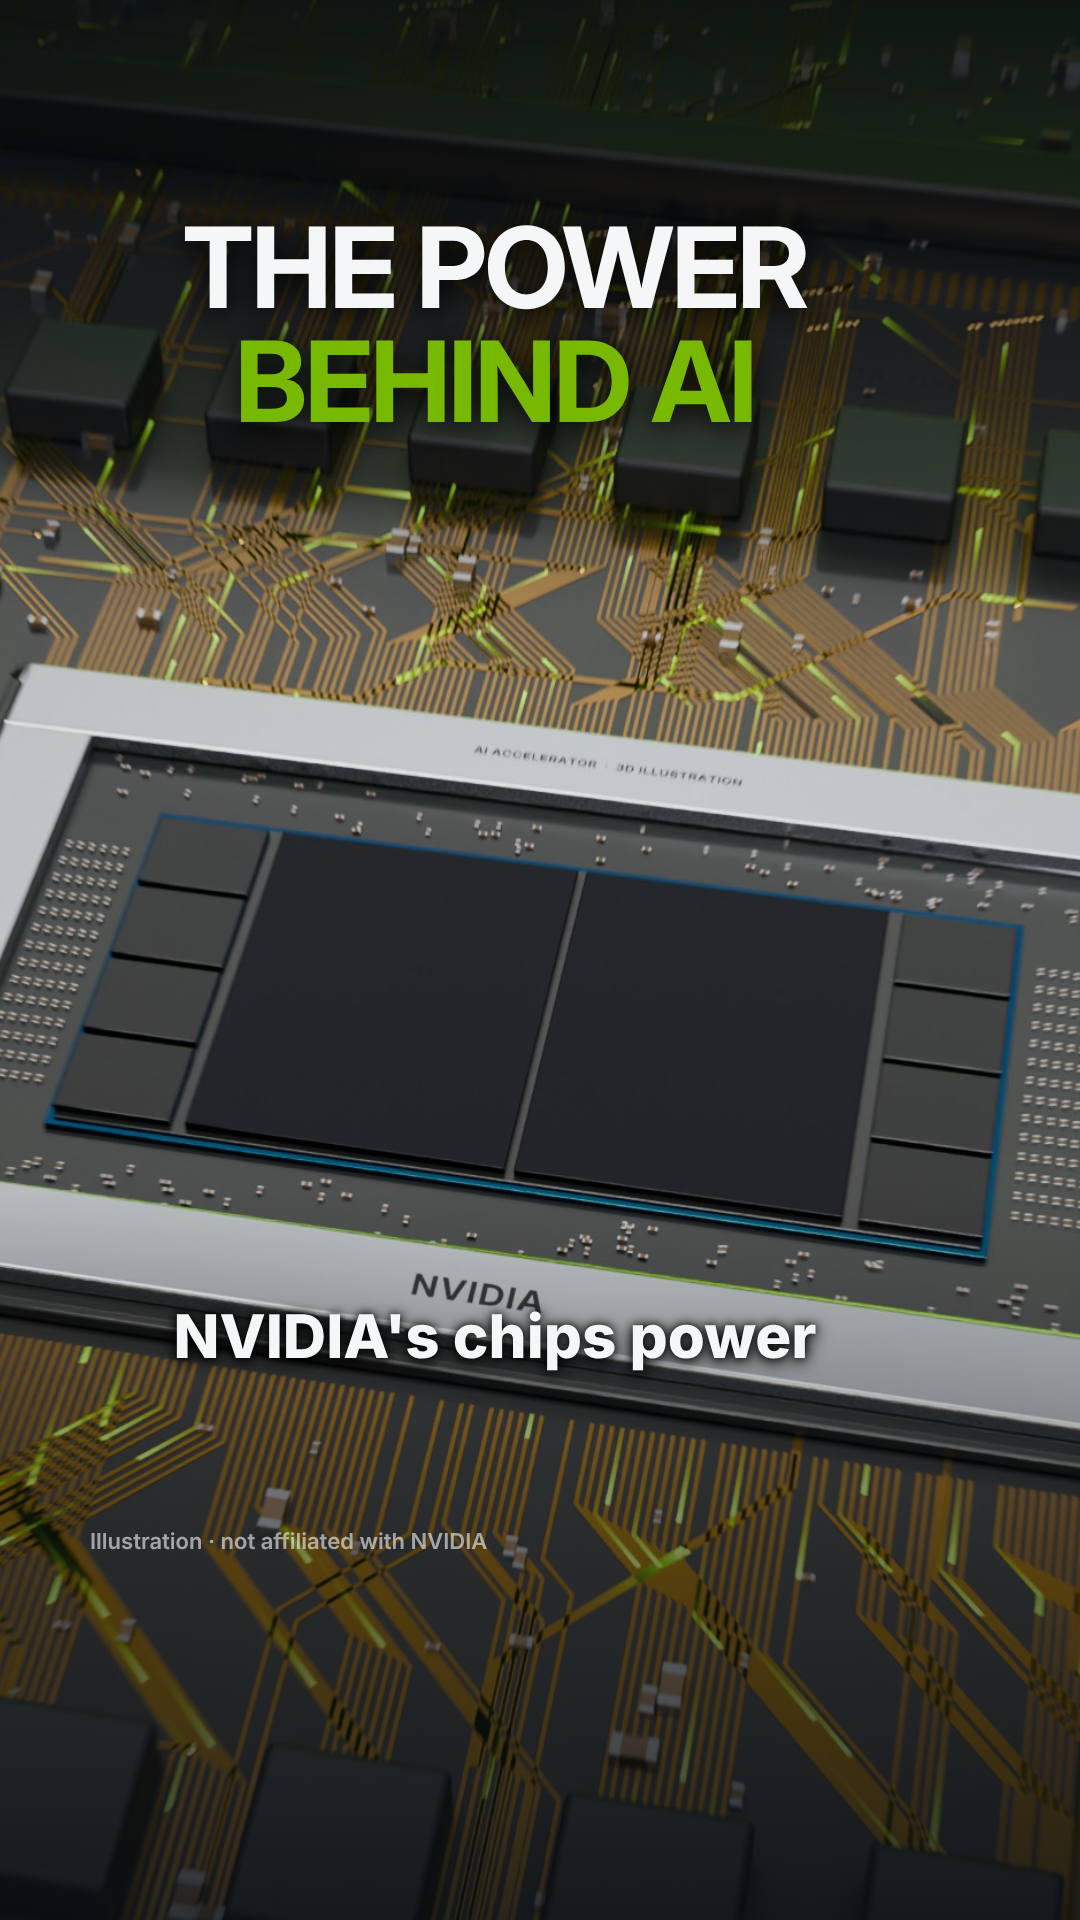 THE POWER
BEHIND AI
AI ACCELERATOR · 3D ILLUSTRATION
NVIDIA
NVIDIA's chips power
Illustration · not affiliated with NVIDIA